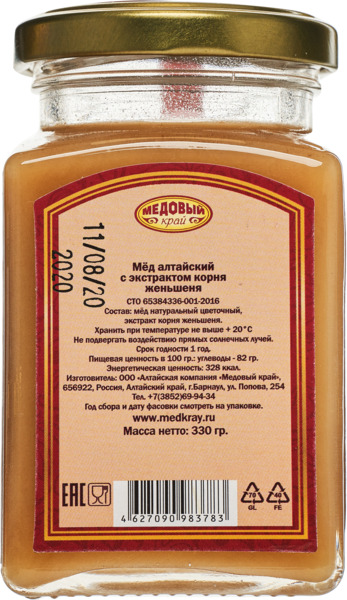 МЕДОВЫЙ
край
11/08/20
2020
Мёд алтайский
с экстрактом корня
женьшеня
СТО 65384336-001-2016
Состав: мёд натуральный цветочный,
экстракт корня женьшеня.
Хранить при температуре не выше +20°С
Не подвергать воздействию прямых солнечных лучей.
Срок годности 1 год.
Пищевая ценность в 100 гр.: углеводы - 82 гр.
Энергетическая ценность: 328 ккал.
Изготовитель: ООО «Алтайская компания «Медовый край»,
656922, Россия, Алтайский край, г.Барнаул, ул. Попова, 254
Тел. +7(3852)69-94-34
Год сбора и дату фасовки смотреть на упаковке.
www.medkray.ru
Масса нетто: 330 гр.
EAC
4 627090 983783
70
GL
40
FE